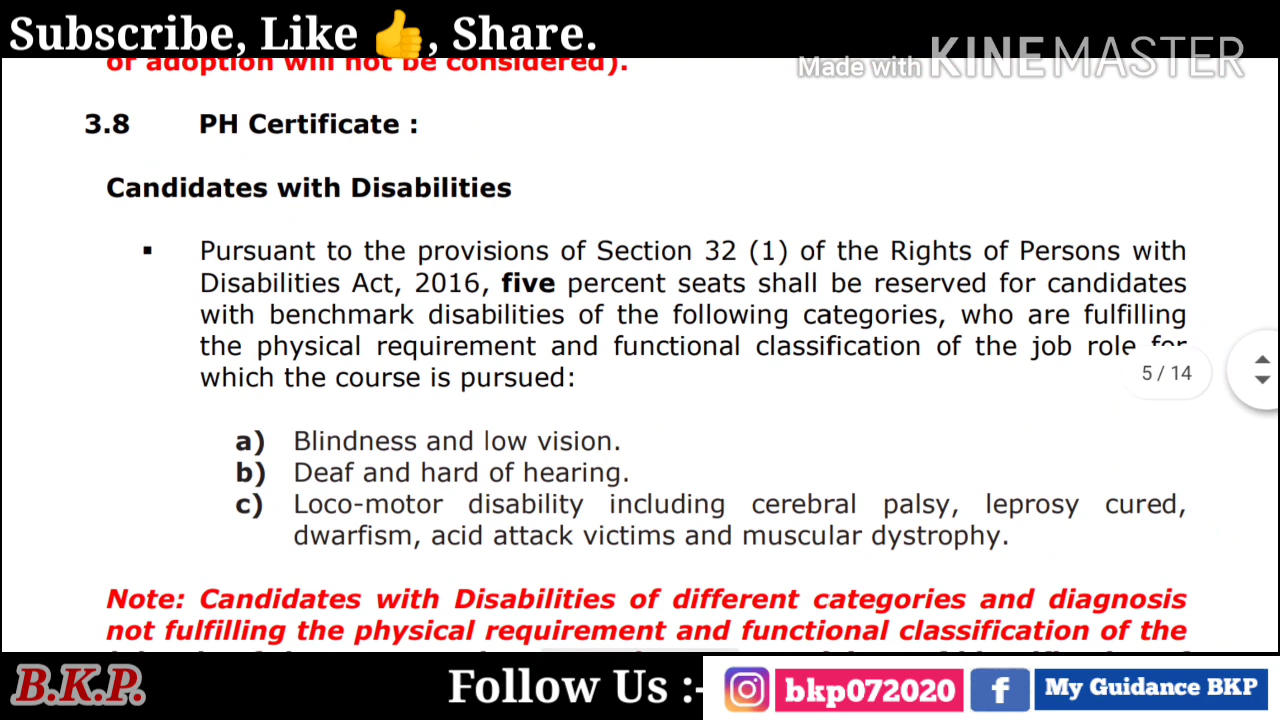 Subscribe, Like 👍, Share.
Made with KINEMASTER
or adoption will not be considered).
3.8 PH Certificate :
Candidates with Disabilities
▪ Pursuant to the provisions of Section 32 (1) of the Rights of Persons with
Disabilities Act, 2016, five percent seats shall be reserved for candidates
with benchmark disabilities of the following categories, who are fulfilling
the physical requirement and functional classification of the job role for
which the course is pursued:
5 / 14
a) Blindness and low vision.
b) Deaf and hard of hearing.
c) Loco-motor disability including cerebral palsy, leprosy cured,
dwarfism, acid attack victims and muscular dystrophy.
Note: Candidates with Disabilities of different categories and diagnosis
not fulfilling the physical requirement and functional classification of the
B.K.P. Follow Us :- bkp072020 f My Guidance BKP